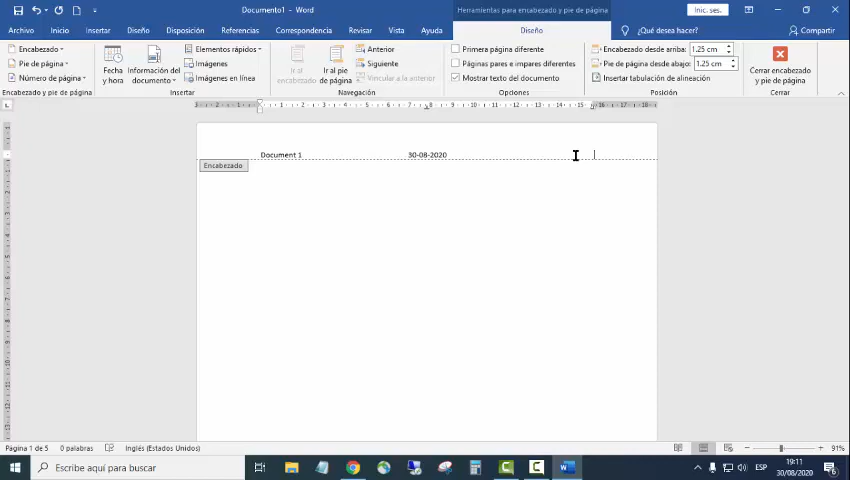 Documento1 - Word
Herramientas para encabezado y pie de página
Inic. ses.
Archivo Inicio Insertar Diseño Disposición Referencias Correspondencia Revisar Vista Ayuda Diseño ¿Qué desea hacer? Compartir
Encabezado
Pie de página
Número de página
Encabezado y pie de página
Fecha y hora
Información del documento
Elementos rápidos
Imágenes
Imágenes en línea
Insertar
Ir al encabezado
Ir al pie de página
Anterior
Siguiente
Vincular a la anterior
Navegación
Primera página diferente
Páginas pares e impares diferentes
Mostrar texto del documento
Opciones
Encabezado desde arriba: 1.25 cm
Pie de página desde abajo: 1.25 cm
Insertar tabulación de alineación
Posición
Cerrar encabezado y pie de página
Cerrar
Document 1 30-08-2020
Encabezado
Página 1 de 5 0 palabras Inglés (Estados Unidos) 91%
Escribe aquí para buscar
ESP
19:11
30/08/2020